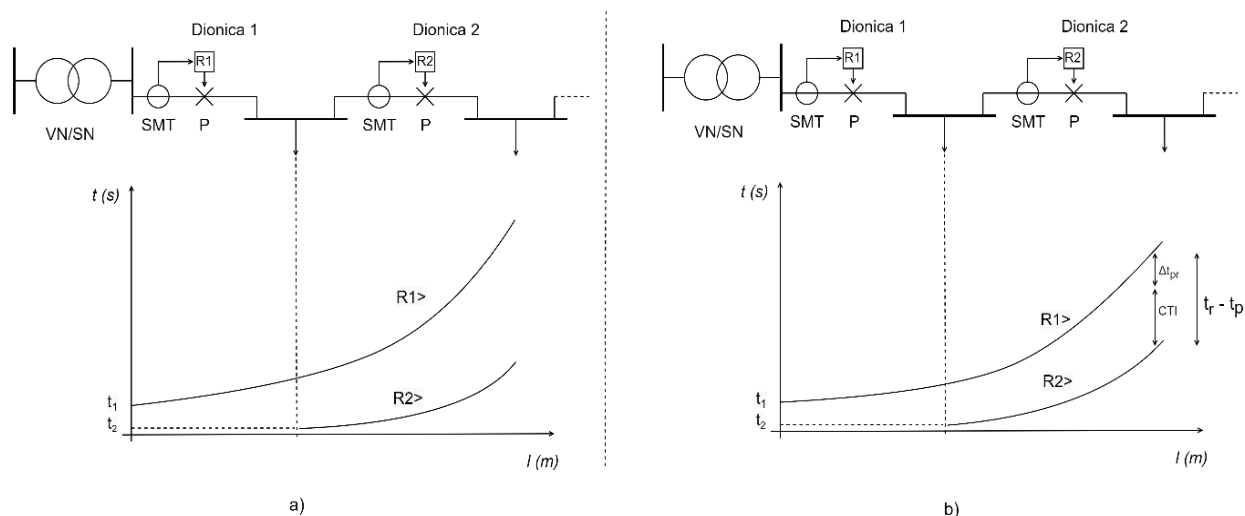 Dionica 1
Dionica 2
R1
R2
SMT
P
SMT
P
VN/SN
t (s)
R1>
R2>
t1
t2
l (m)
a)
Dionica 1
Dionica 2
R1
R2
SMT
P
SMT
P
VN/SN
t (s)
R1>
R2>
Δtpr
CTI
tr - tp
t1
t2
l (m)
b)